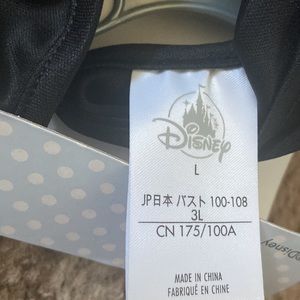 Disney
L
JP日本 バスト 100-108
3L
CN 175/100A
MADE IN CHINA
FABRIQUÉ EN CHINE
Disney